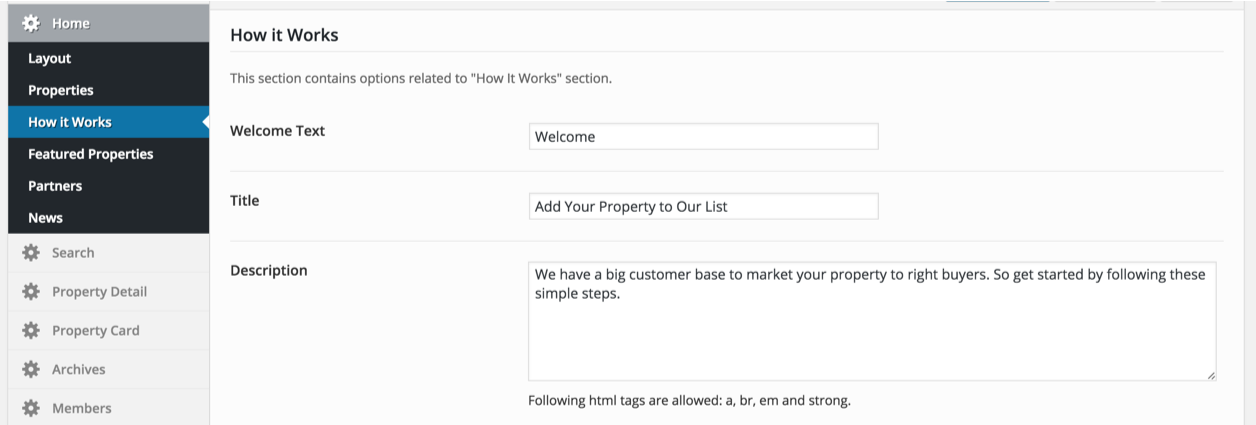 Home
Layout
Properties
How it Works
Featured Properties
Partners
News
Search
Property Detail
Property Card
Archives
Members
How it Works
This section contains options related to "How It Works" section.
Welcome Text
Welcome
Title
Add Your Property to Our List
Description
We have a big customer base to market your property to right buyers. So get started by following these
simple steps.
Following html tags are allowed: a, br, em and strong.